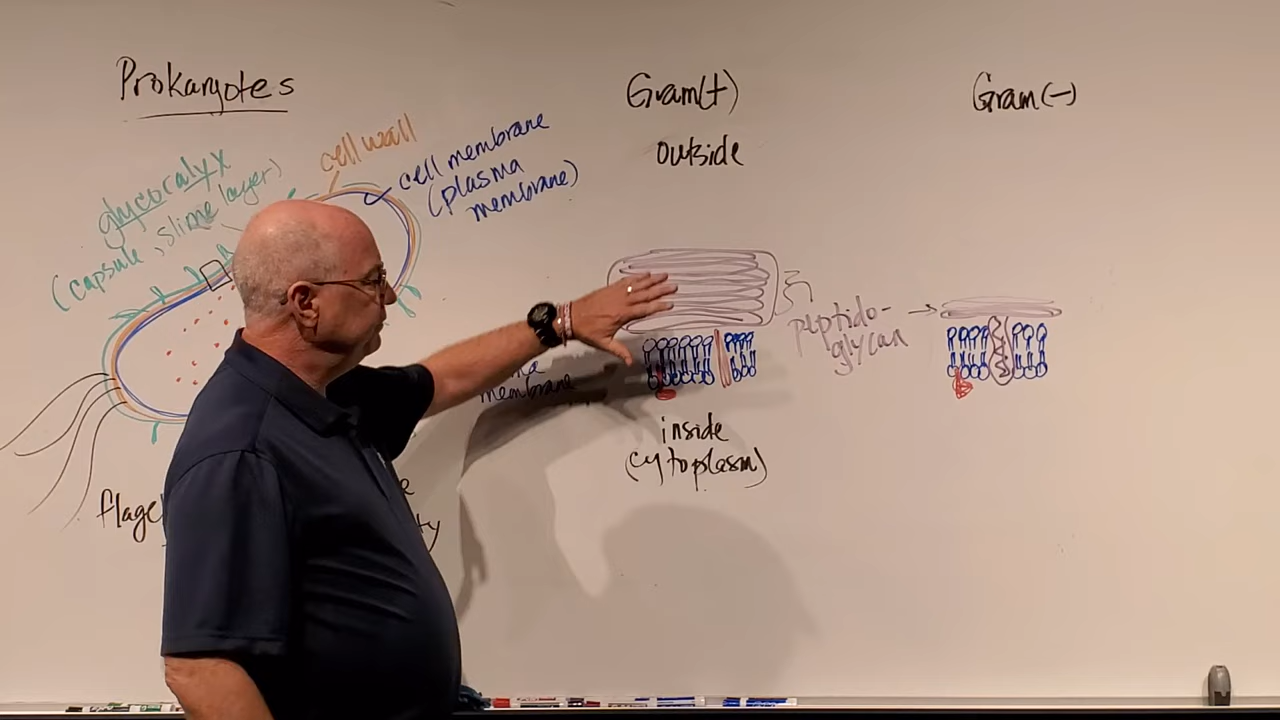 Prokaryotes
glycocalyx
(capsule, slime layer)
cell wall
cell membrane
(plasma
membrane)
flage
ty
Gram(+)
outside
membrane
peptido-
glycan
inside
(cytoplasm)
Gram(-)